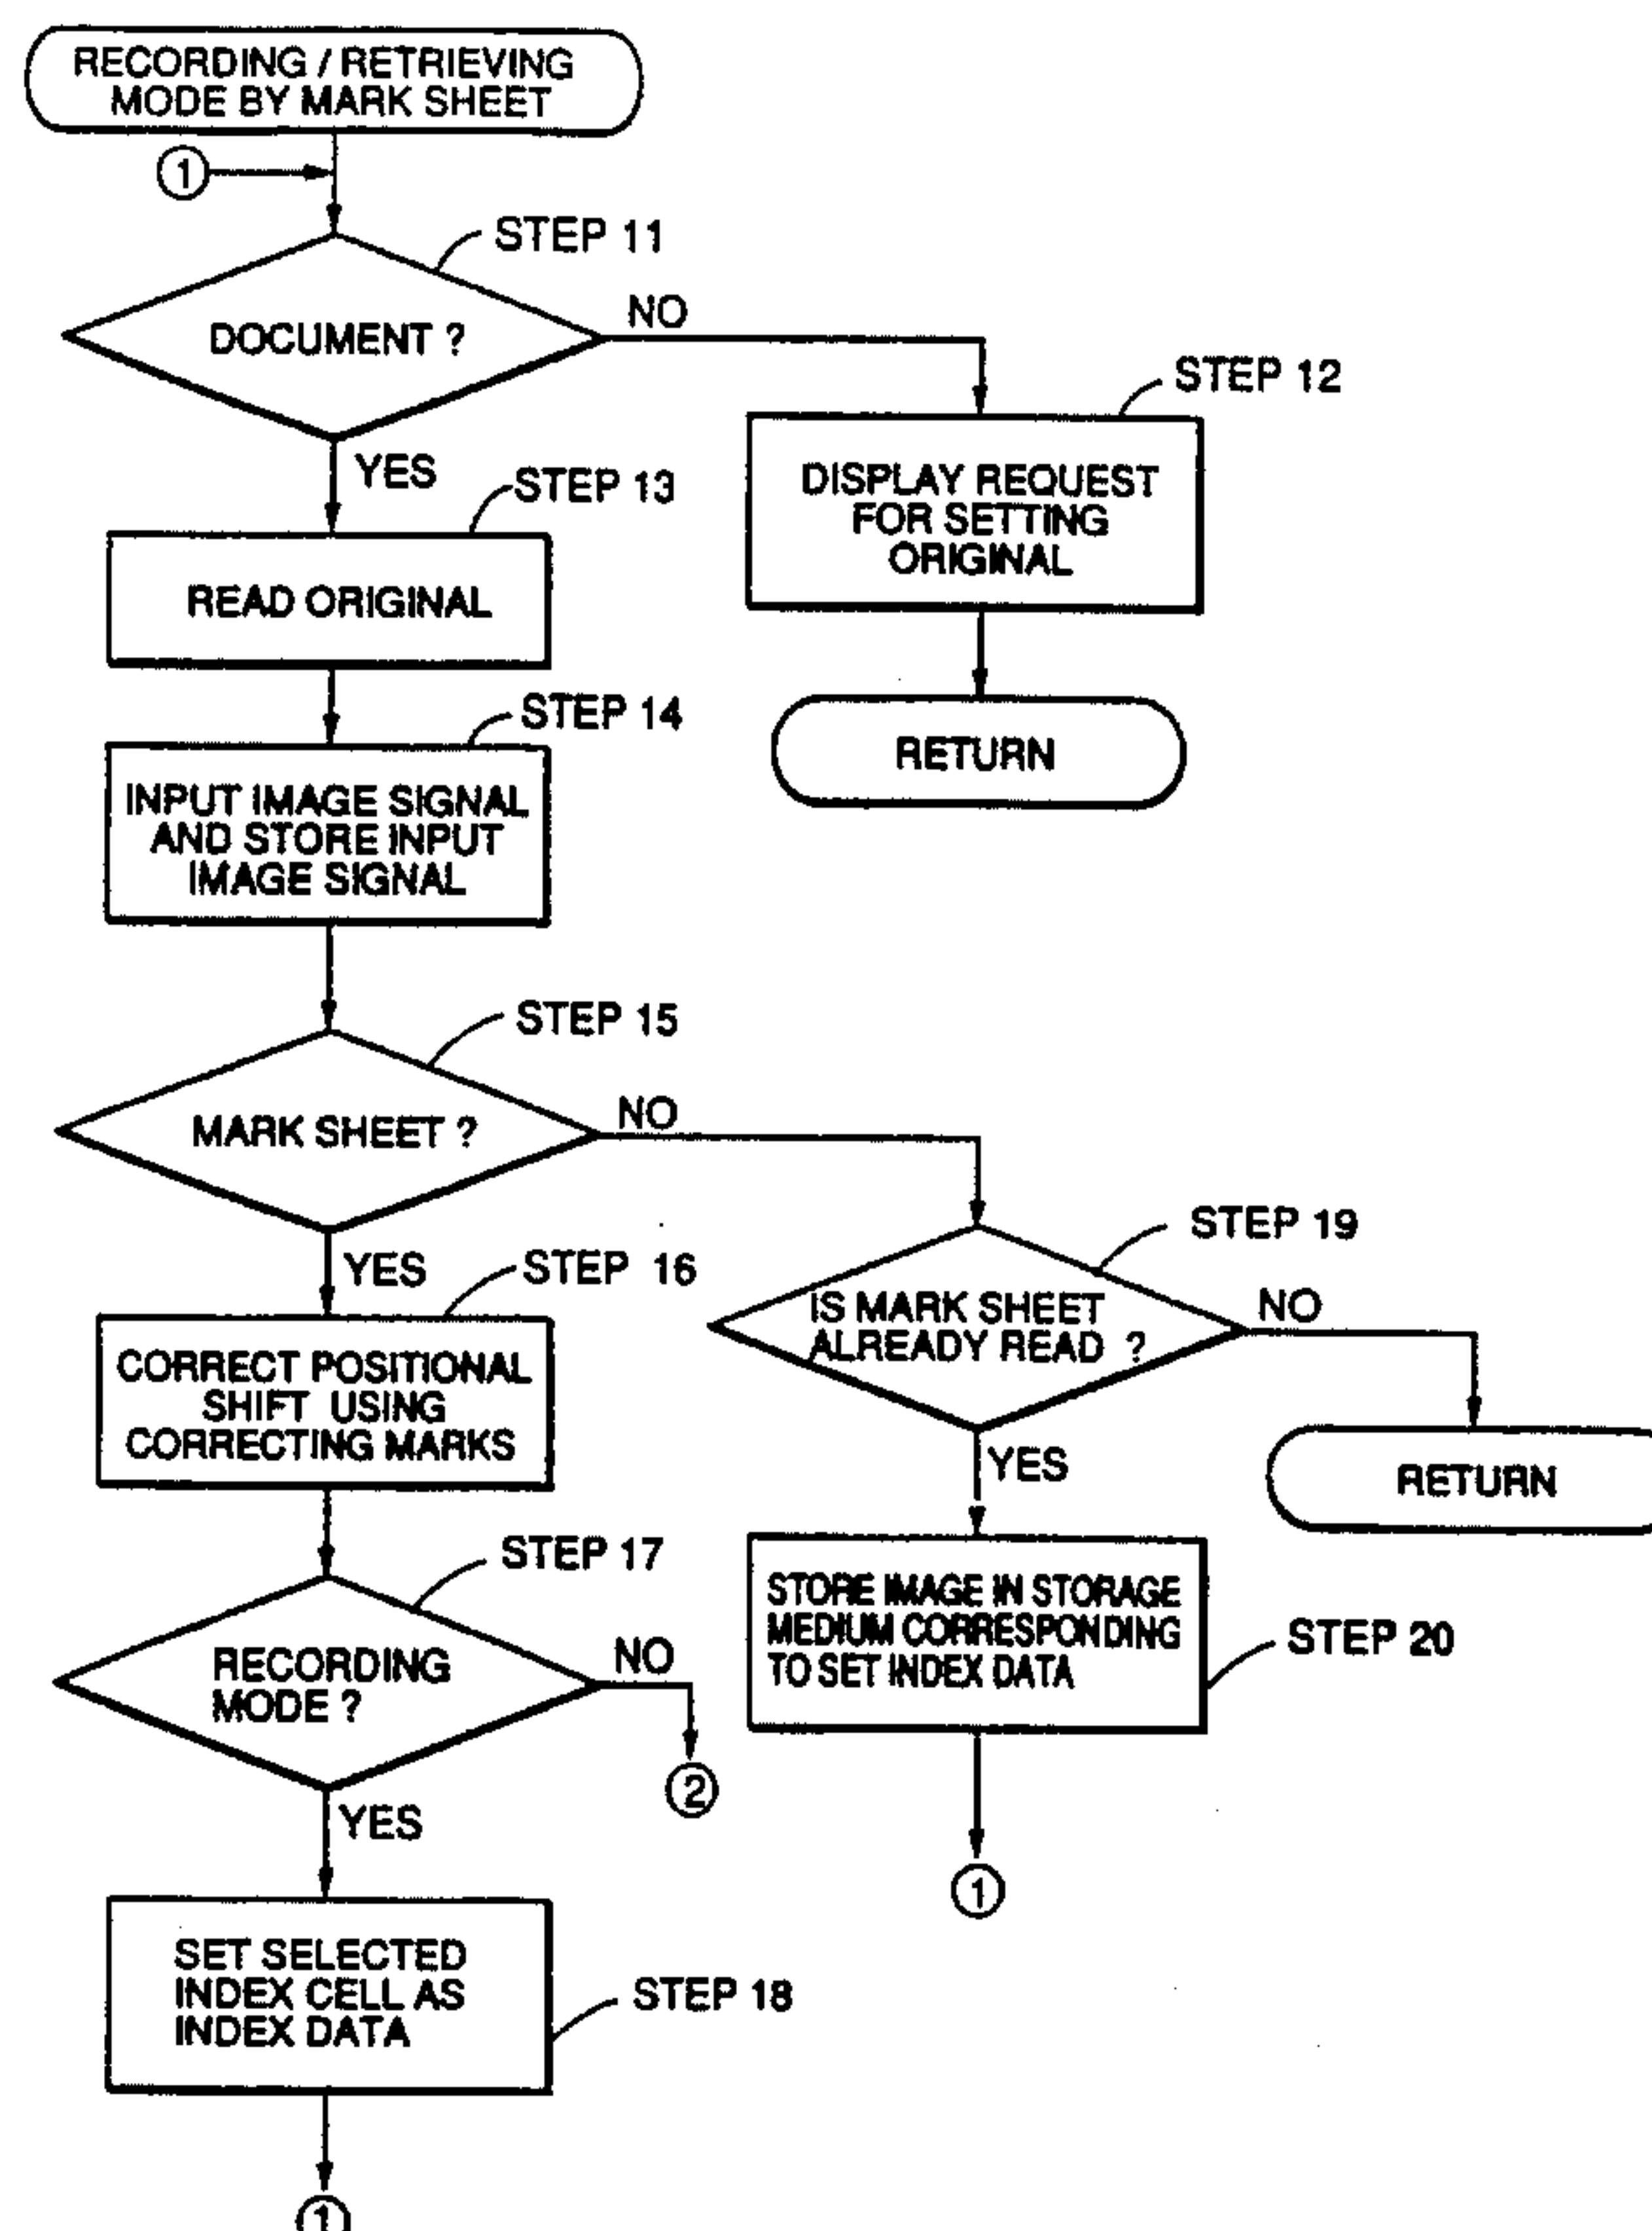 RECORDING / RETRIEVING
MODE BY MARK SHEET
1
STEP 11
DOCUMENT ?
NO
YES
STEP 12
DISPLAY REQUEST
FOR SETTING
ORIGINAL
RETURN
STEP 13
READ ORIGINAL
STEP 14
INPUT IMAGE SIGNAL
AND STORE INPUT
IMAGE SIGNAL
STEP 15
MARK SHEET ?
NO
YES
STEP 16
CORRECT POSITIONAL
SHIFT USING
CORRECTING MARKS
STEP 19
IS MARK SHEET
ALREADY READ ?
NO
RETURN
YES
STEP 17
RECORDING
MODE ?
NO
2
YES
STORE IMAGE IN STORAGE
MEDIUM CORRESPONDING
TO SET INDEX DATA
STEP 20
1
SET SELECTED
INDEX CELL AS
INDEX DATA
STEP 18
1